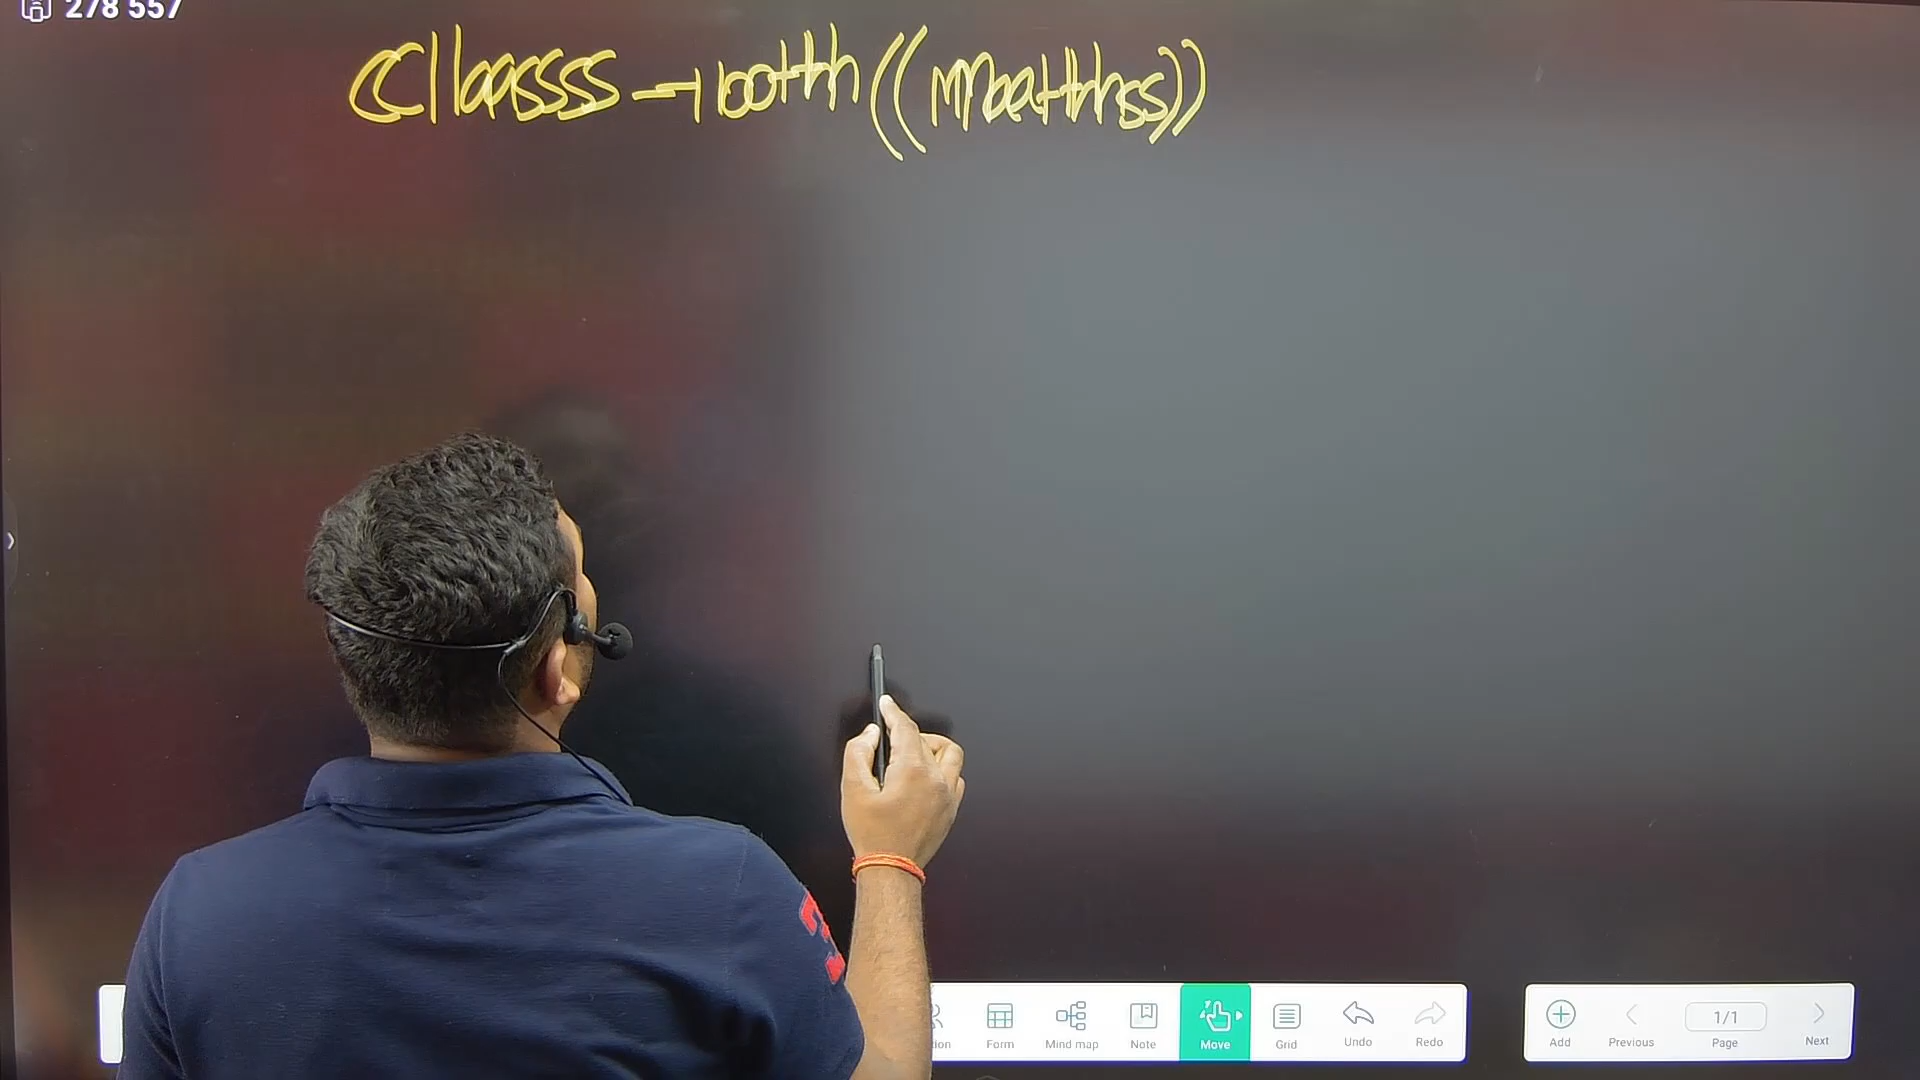 278 557
Class - 10th (Maths)
Form
Mind map
Note
Move
Grid
Undo
Redo
Add
Previous
1/1
Page
Next